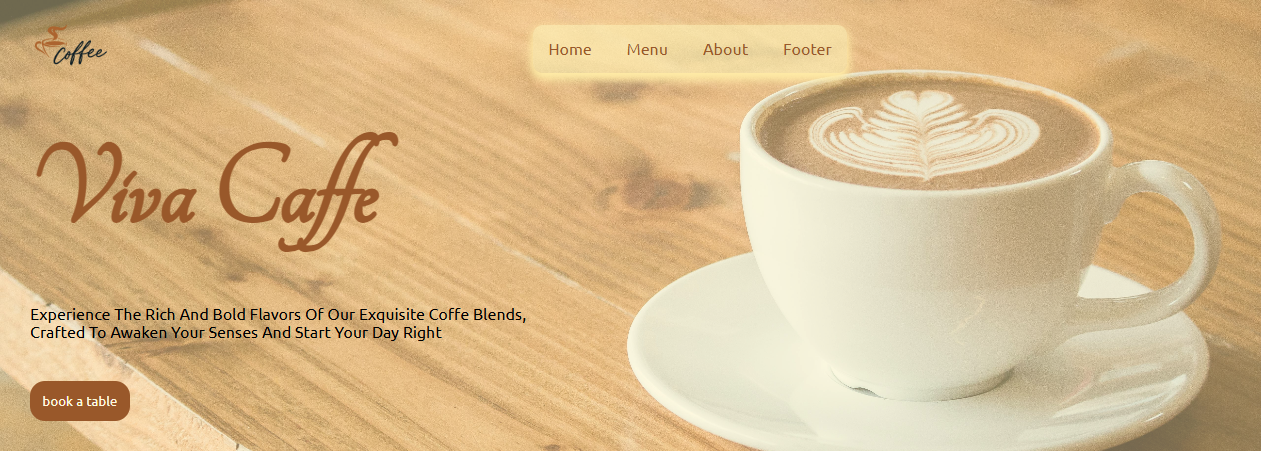 Coffee
Home Menu About Footer
Viva Caffe
Experience The Rich And Bold Flavors Of Our Exquisite Coffe Blends,
Crafted To Awaken Your Senses And Start Your Day Right
book a table